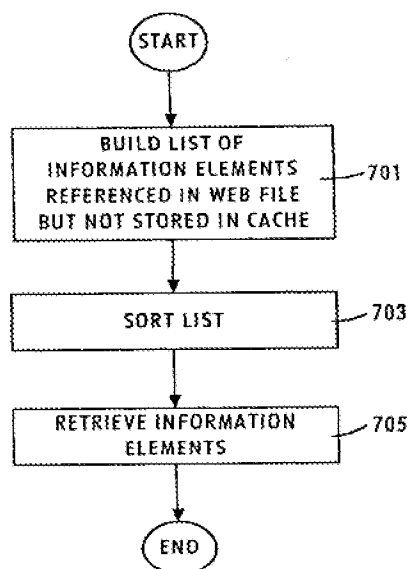 START
BUILD LIST OF
INFORMATION ELEMENTS
REFERENCED IN WEB FILE
BUT NOT STORED IN CACHE
701
SORT LIST
703
RETRIEVE INFORMATION
ELEMENTS
705
END